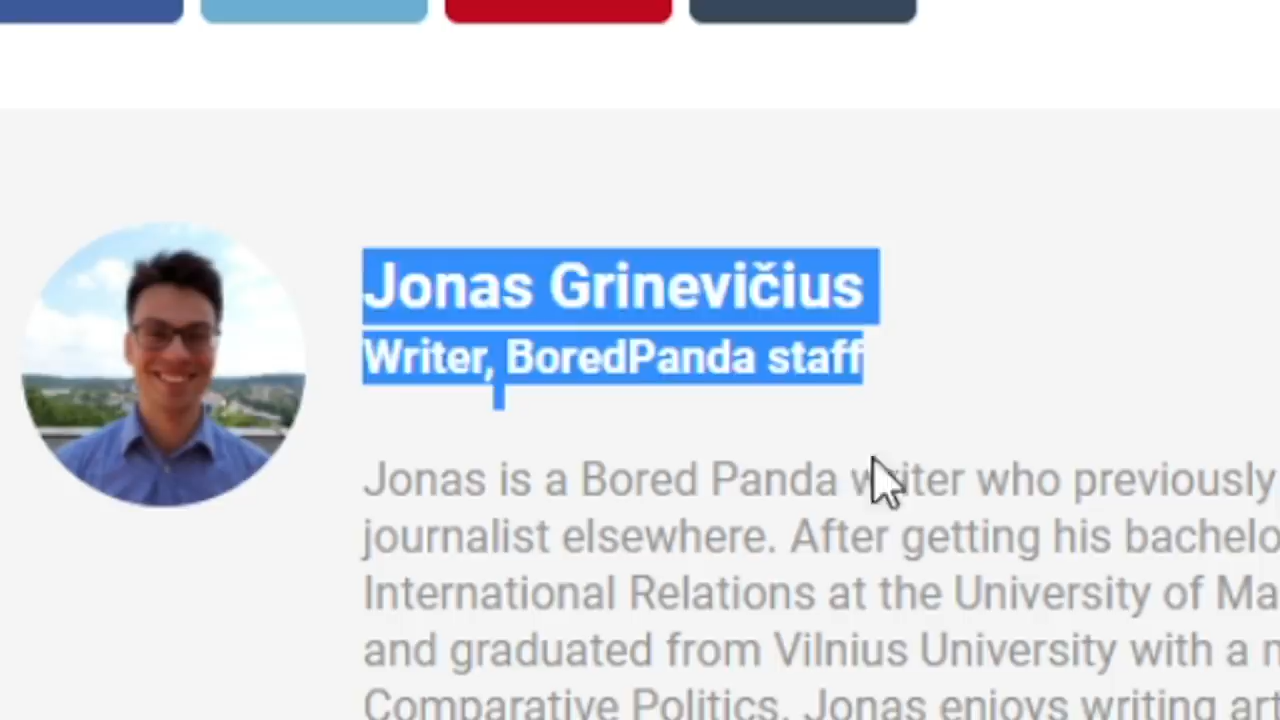 Jonas Grinevičius
Writer, BoredPanda staff
Jonas is a Bored Panda writer who previously
journalist elsewhere. After getting his bachelo
International Relations at the University of Ma
and graduated from Vilnius University with a m
Comparative Politics. Jonas enjoys writing art